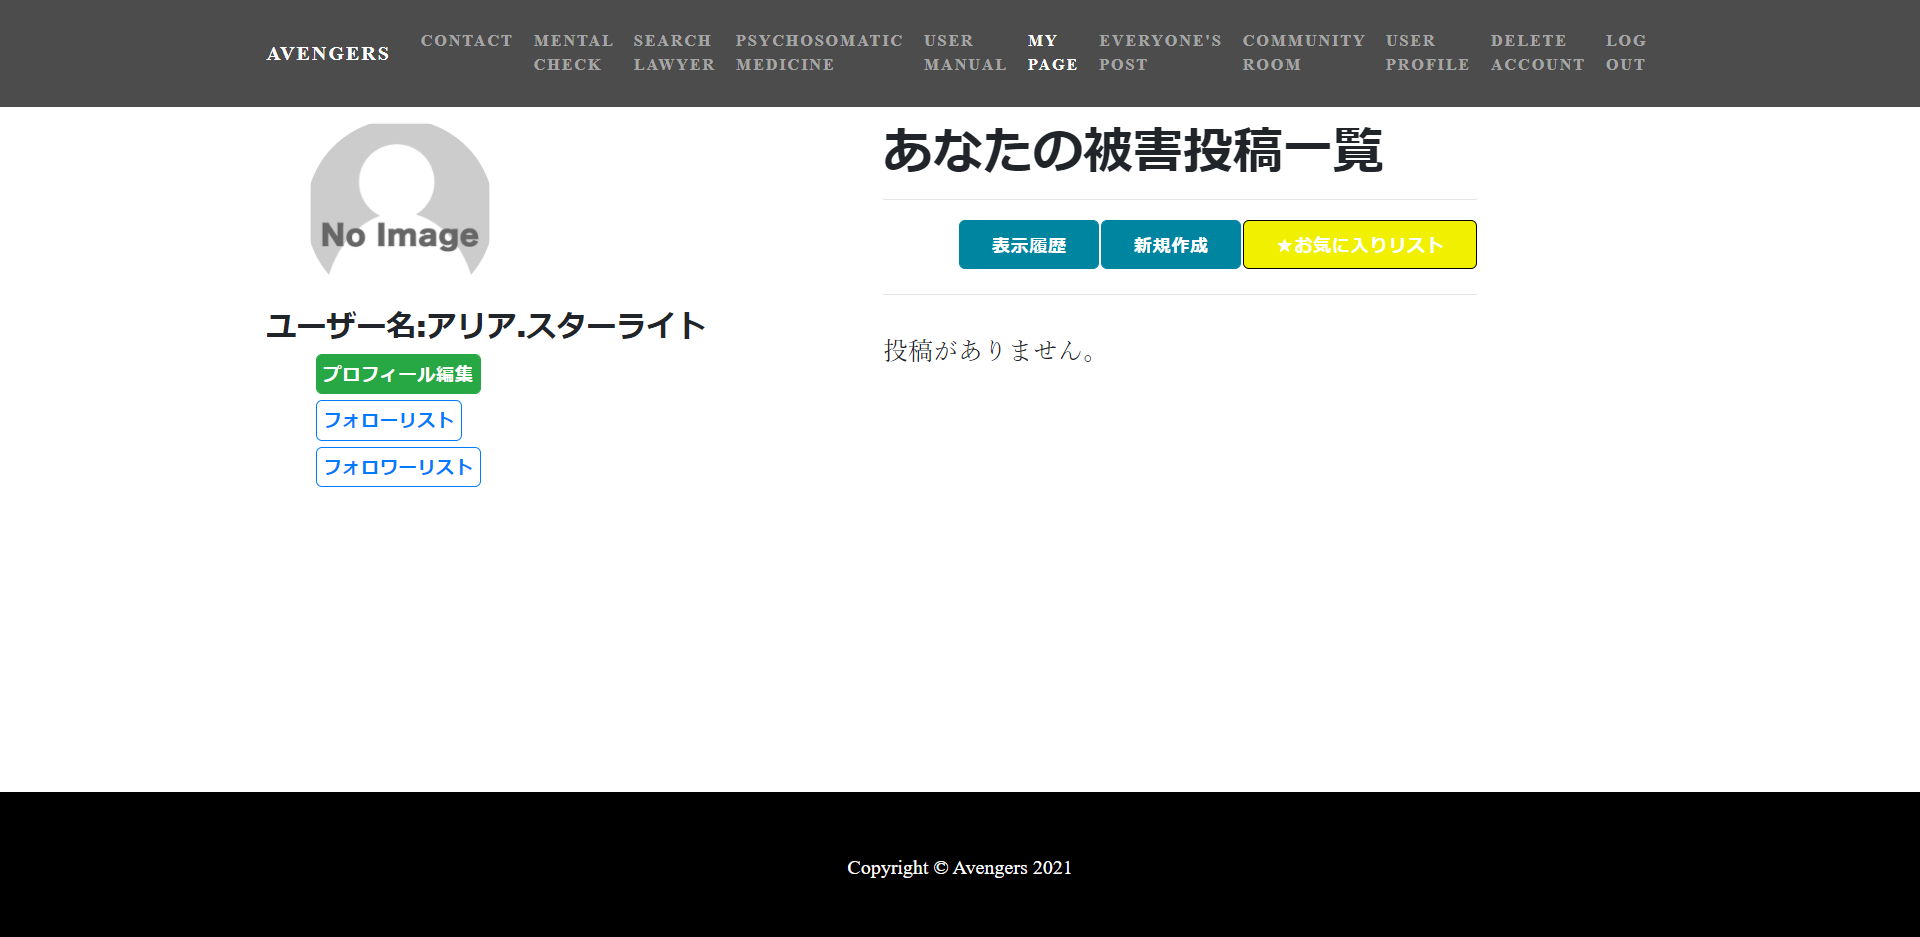 AVENGERS
CONTACT
MENTAL
CHECK
SEARCH
LAWYER
PSYCHOSOMATIC
MEDICINE
USER
MANUAL
MY
PAGE
EVERYONE'S
POST
COMMUNITY
ROOM
USER
PROFILE
DELETE
ACCOUNT
LOG
OUT
No Image
ユーザー名:アリア.スターライト
プロフィール編集
フォローリスト
フォロワーリスト
あなたの被害投稿一覧
表示履歴
新規作成
★お気に入りリスト
投稿がありません。
Copyright © Avengers 2021